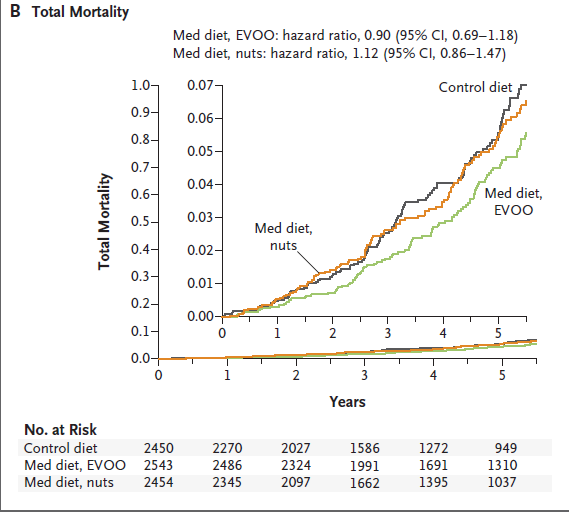 B Total Mortality
Med diet, EVOO: hazard ratio, 0.90 (95% CI, 0.69–1.18)
Med diet, nuts: hazard ratio, 1.12 (95% CI, 0.86–1.47)
Total Mortality
1.0
0.9
0.8
0.7
0.6
0.5
0.4
0.3
0.2
0.1
0.0
0.07
0.06
0.05
0.04
0.03
0.02
0.01
0.00
Control diet
Med diet,
EVOO
Med diet,
nuts
0 1 2 3 4 5
0 1 2 3 4 5
Years
No. at Risk
Control diet 2450 2270 2027 1586 1272 949
Med diet, EVOO 2543 2486 2324 1991 1691 1310
Med diet, nuts 2454 2345 2097 1662 1395 1037